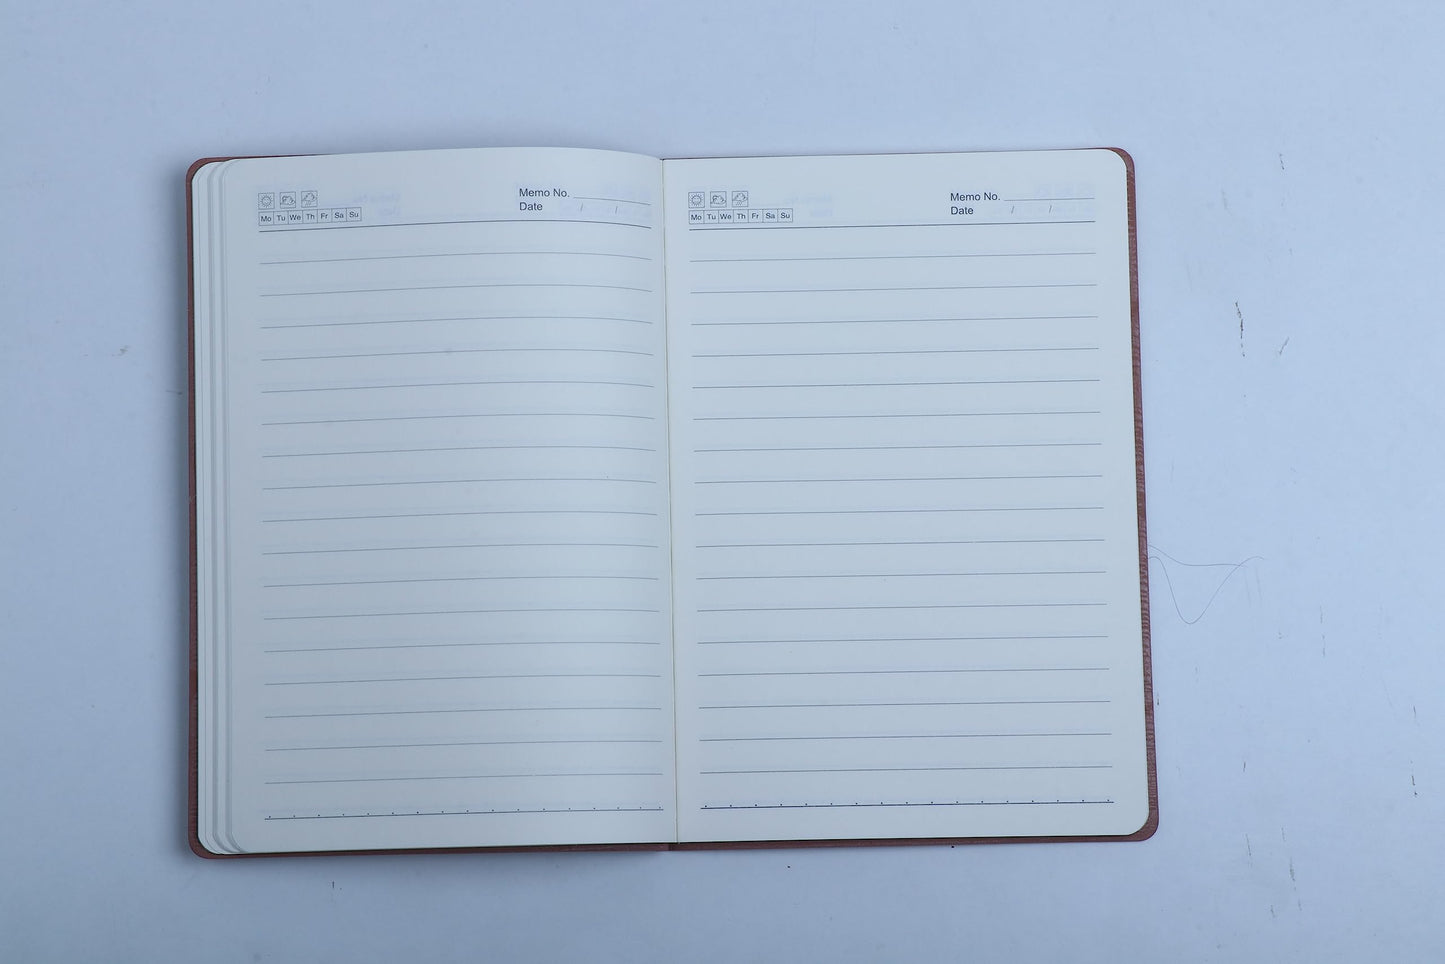 Memo No.
Mo Tu We Th Fr Sa Su
Date / /
Memo No.
Mo Tu We Th Fr Sa Su
Date / /